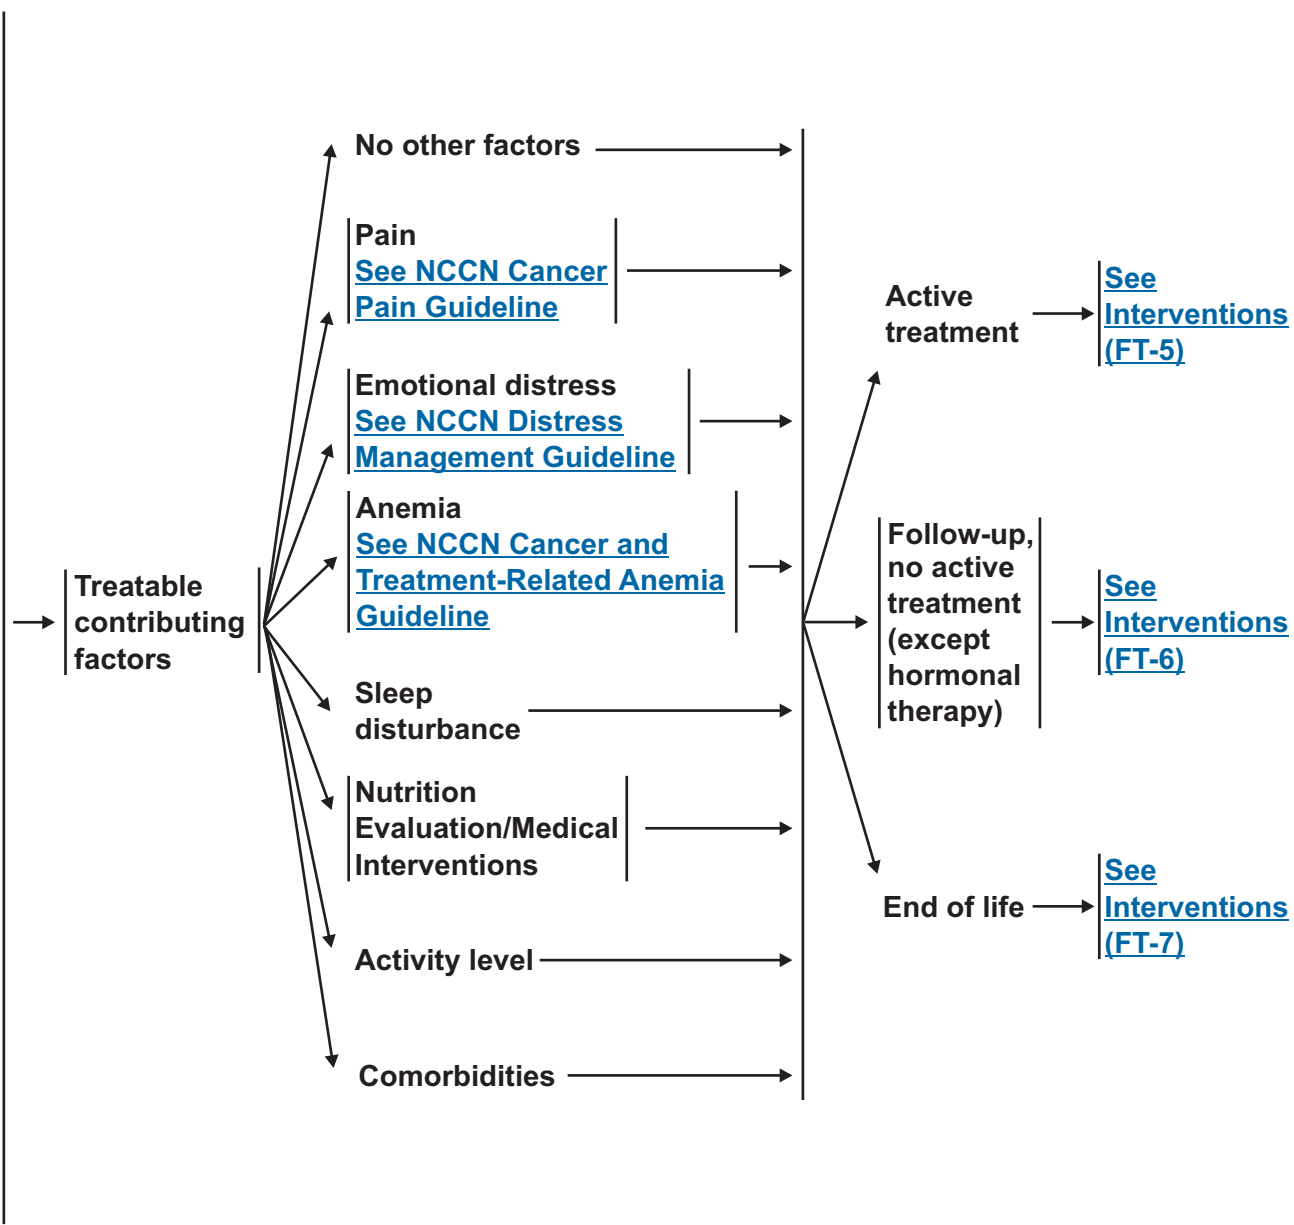 Treatable
contributing
factors
No other factors
Pain
See NCCN Cancer
Pain Guideline
Emotional distress
See NCCN Distress
Management Guideline
Anemia
See NCCN Cancer and
Treatment-Related Anemia
Guideline
Sleep
disturbance
Nutrition
Evaluation/Medical
Interventions
Activity level
Comorbidities
Active
treatment
See
Interventions
(FT-5)
Follow-up,
no active
treatment
(except
hormonal
therapy)
See
Interventions
(FT-6)
End of life
See
Interventions
(FT-7)